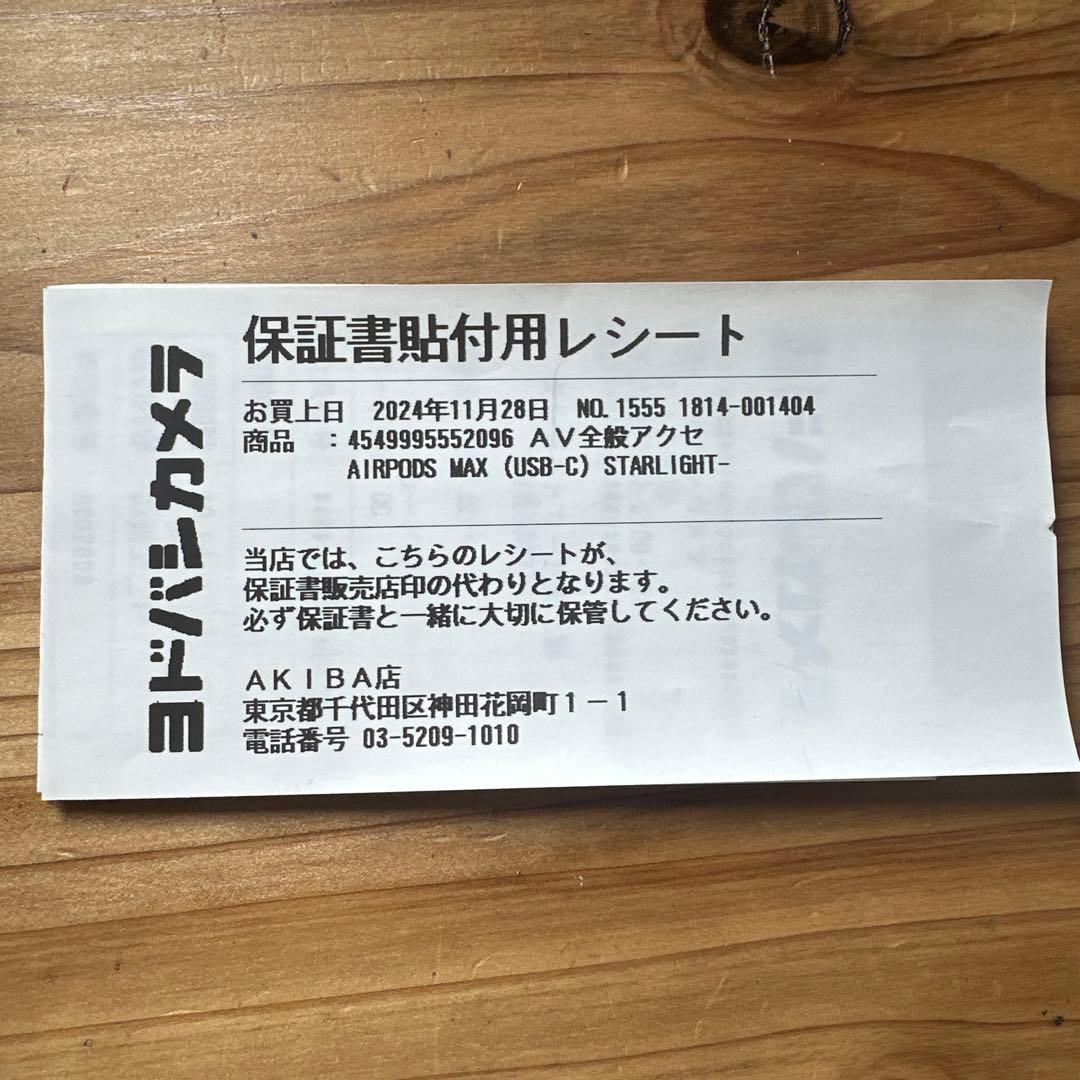 ヨドバシカメラ
保証書貼付用レシート
お買上日 2024年11月28日 NO.1555 1814-001404
商品 :4549995552096 AV全般アクセ
AIRPODS MAX (USB-C) STARLIGHT-
当店では、こちらのレシートが、
保証書販売店印の代わりとなります。
必ず保証書と一緒に大切に保管してください。
AKIBA店
東京都千代田区神田花岡町1-1
電話番号 03-5209-1010